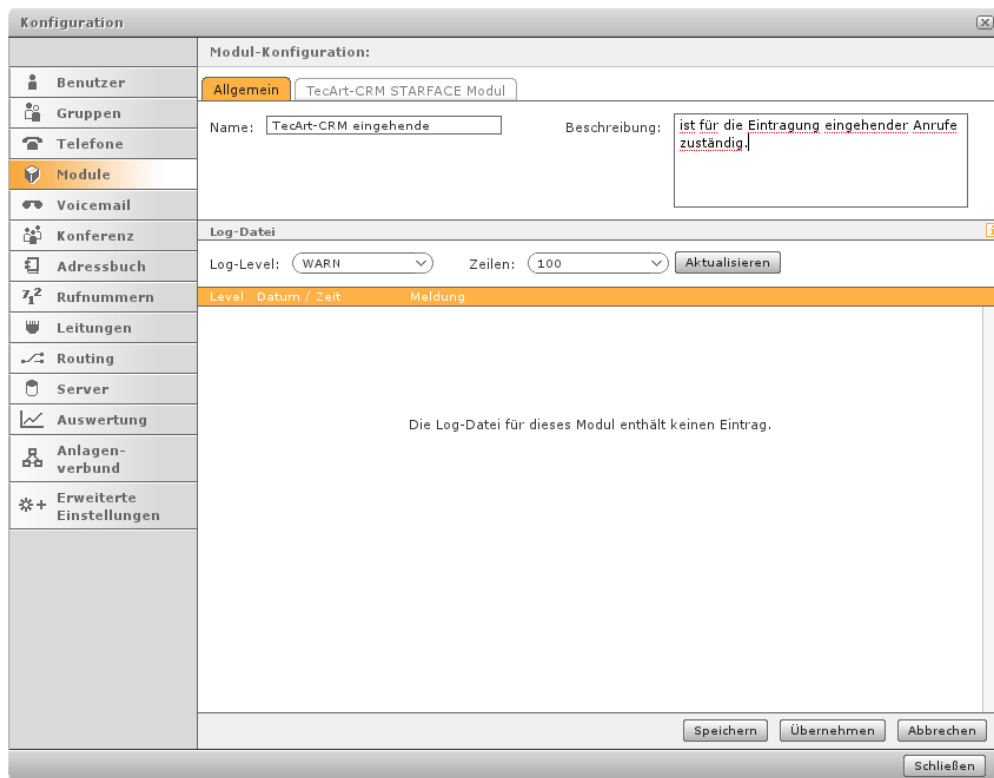 Konfiguration
Modul-Konfiguration:
Benutzer
Gruppen
Telefone
Module
Voicemail
Konferenz
Adressbuch
7₁2 Rufnummern
Leitungen
Routing
Server
Auswertung
Anlagen-
verbund
Erweiterte
Einstellungen
Allgemein TecArt-CRM STARFACE Modul
Name: TecArt-CRM eingehende
Beschreibung: ist für die Eintragung eingehender Anrufe
zuständig.
Log-Datei
Log-Level: WARN Zeilen: 100 Aktualisieren
Level Datum / Zeit Meldung
Die Log-Datei für dieses Modul enthält keinen Eintrag.
Speichern Übernehmen Abbrechen
Schließen